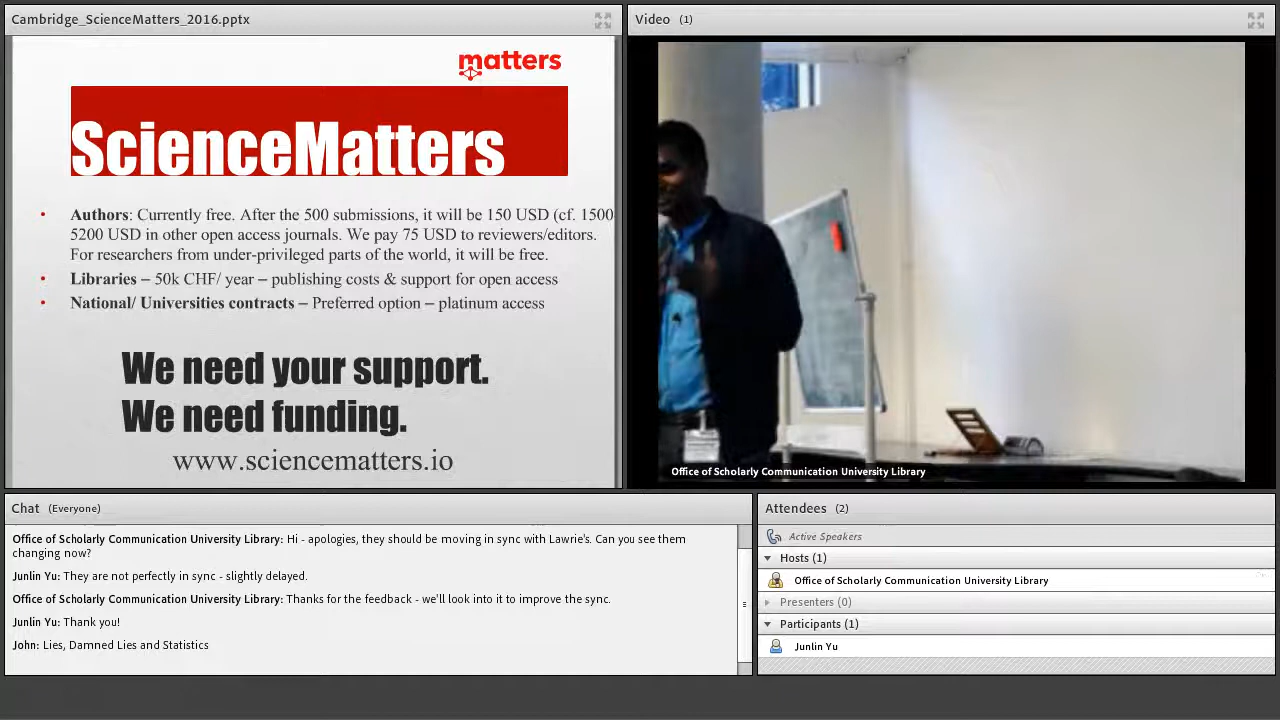 Cambridge_ScienceMatters_2016.pptx
matters
ScienceMatters
• Authors: Currently free. After the 500 submissions, it will be 150 USD (cf. 1500
5200 USD in other open access journals. We pay 75 USD to reviewers/editors.
For researchers from under-privileged parts of the world, it will be free.
• Libraries – 50k CHF/ year – publishing costs & support for open access
• National/ Universities contracts – Preferred option – platinum access
We need your support.
We need funding.
www.sciencematters.io
Video (1)
Office of Scholarly Communication University Library
Chat (Everyone)
Office of Scholarly Communication University Library: Hi - apologies, they should be moving in sync with Lawrie's. Can you see them
changing now?
Junlin Yu: They are not perfectly in sync - slightly delayed.
Office of Scholarly Communication University Library: Thanks for the feedback - we'll look into it to improve the sync.
Junlin Yu: Thank you!
John: Lies, Damned Lies and Statistics
Attendees (2)
Active Speakers
Hosts (1)
Office of Scholarly Communication University Library
Presenters (0)
Participants (1)
Junlin Yu